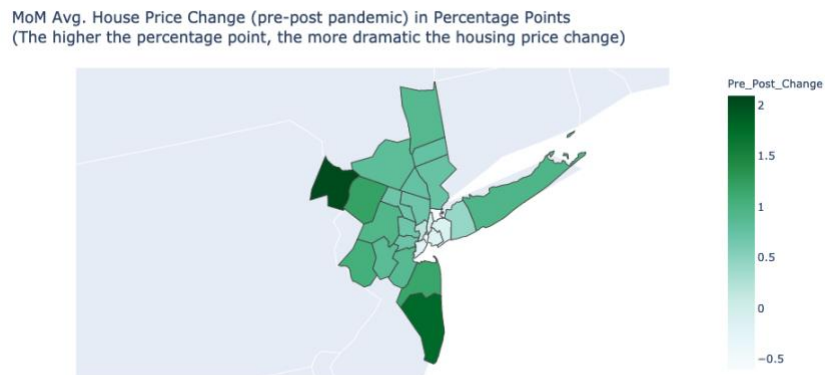 MoM Avg. House Price Change (pre-post pandemic) in Percentage Points
(The higher the percentage point, the more dramatic the housing price change)
Pre_Post_Change
2
1.5
1
0.5
0
−0.5